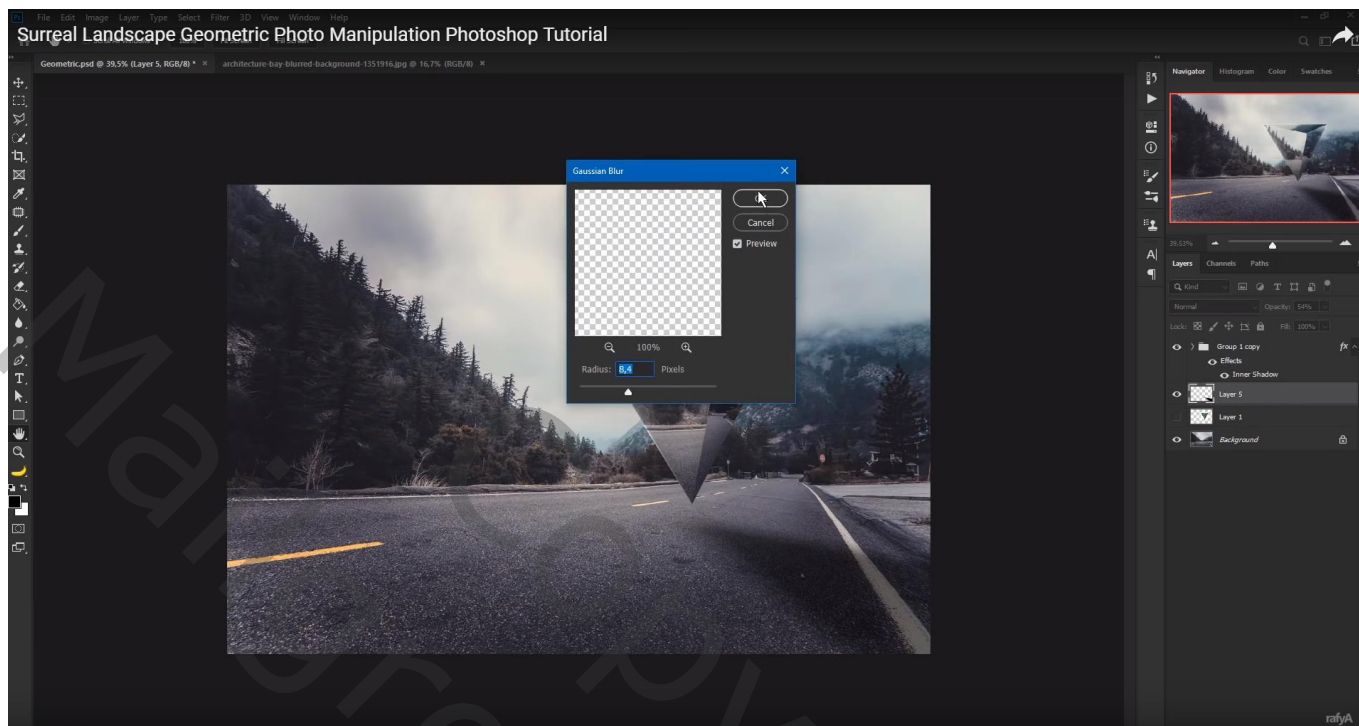 File Edit Image Layer Type Select Filter 3D View Window Help
Surreal Landscape Geometric Photo Manipulation Photoshop Tutorial
Geometric.psd @ 39,5% (Layer 5, RGB/8) * × architecture-bay-blurred-background-1351916.jpg @ 16,7% (RGB/8) ×
Navigator Histogram Color Swatches
Gaussian Blur
Cancel
Preview
100%
Radius: 8,4 Pixels
39,53%
Layers Channels Paths
Kind
Normal Opacity: 54%
Lock: Fill: 100%
Group 1 copy fx
Effects
Inner Shadow
Layer 5
Layer 1
Background
rafyA